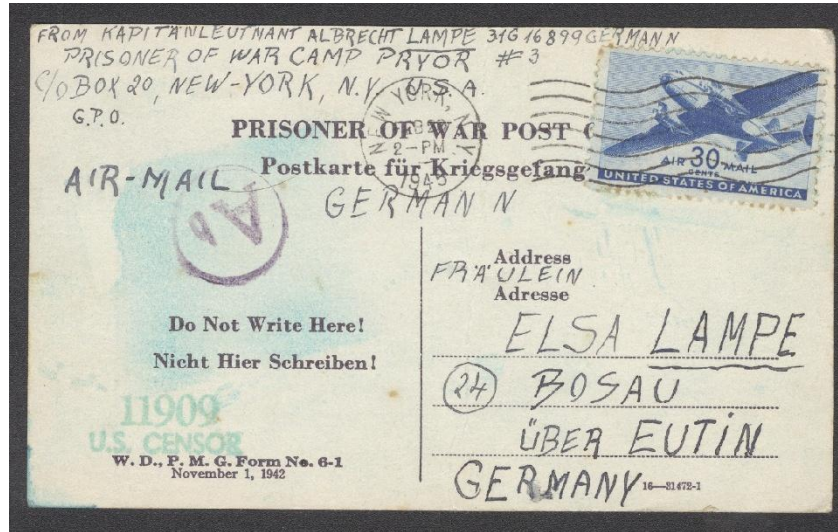 FROM KAPITÄNLEUTNANT ALBRECHT LAMPE 31G 16899 GERMAN N
PRISONER OF WAR CAMP PRYOR #3
C/O BOX 20, NEW-YORK, N.Y. U.S.A.
G.P.O.
NEW YORK, N.Y.
2-PM
1945
AIR 30 MAIL
CENTS
UNITED STATES OF AMERICA
PRISONER OF WAR POST
Postkarte für Kriegsgefang
AIR-MAIL
GERMAN N
Address
FRÄULEIN
Adresse
Do Not Write Here!
Nicht Hier Schreiben!
ELSA LAMPE
24 BOSAU
ÜBER EUTIN
GERMANY
11909
U.S. CENSOR
W. D., P. M. G. Form No. 6-1
November 1, 1942
16—31472-1